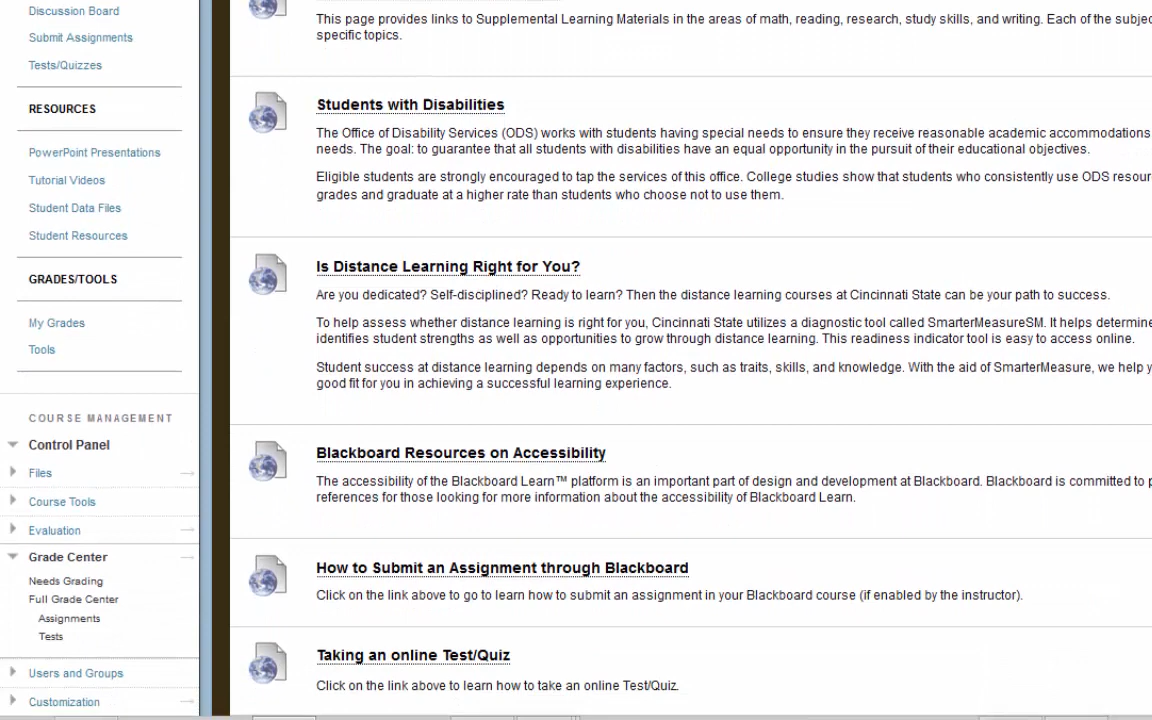 Discussion Board
Submit Assignments
Tests/Quizzes
RESOURCES
PowerPoint Presentations
Tutorial Videos
Student Data Files
Student Resources
GRADES/TOOLS
My Grades
Tools
COURSE MANAGEMENT
Control Panel
Files
Course Tools
Evaluation
Grade Center
Needs Grading
Full Grade Center
Assignments
Tests
Users and Groups
Customization
This page provides links to Supplemental Learning Materials in the areas of math, reading, research, study skills, and writing. Each of the
specific topics.
Students with Disabilities
The Office of Disability Services (ODS) works with students having special needs to ensure they receive reasonable academic accommodations
needs. The goal: to guarantee that all students with disabilities have an equal opportunity in the pursuit of their educational objectives.
Eligible students are strongly encouraged to tap the services of this office. College studies show that students who consistently use ODS
grades and graduate at a higher rate than students who choose not to use them.
Is Distance Learning Right for You?
Are you dedicated? Self-disciplined? Ready to learn? Then the distance learning courses at Cincinnati State can be your path to success.
To help assess whether distance learning is right for you, Cincinnati State utilizes a diagnostic tool called SmarterMeasureSM. It helps
identifies student strengths as well as opportunities to grow through distance learning. This readiness indicator tool is easy to access online.
Student success at distance learning depends on many factors, such as traits, skills, and knowledge. With the aid of SmarterMeasure, we help
good fit for you in achieving a successful learning experience.
Blackboard Resources on Accessibility
The accessibility of the Blackboard Learn™ platform is an important part of design and development at Blackboard. Blackboard is committed to
references for those looking for more information about the accessibility of Blackboard Learn.
How to Submit an Assignment through Blackboard
Click on the link above to go to learn how to submit an assignment in your Blackboard course (if enabled by the instructor).
Taking an online Test/Quiz
Click on the link above to learn how to take an online Test/Quiz.